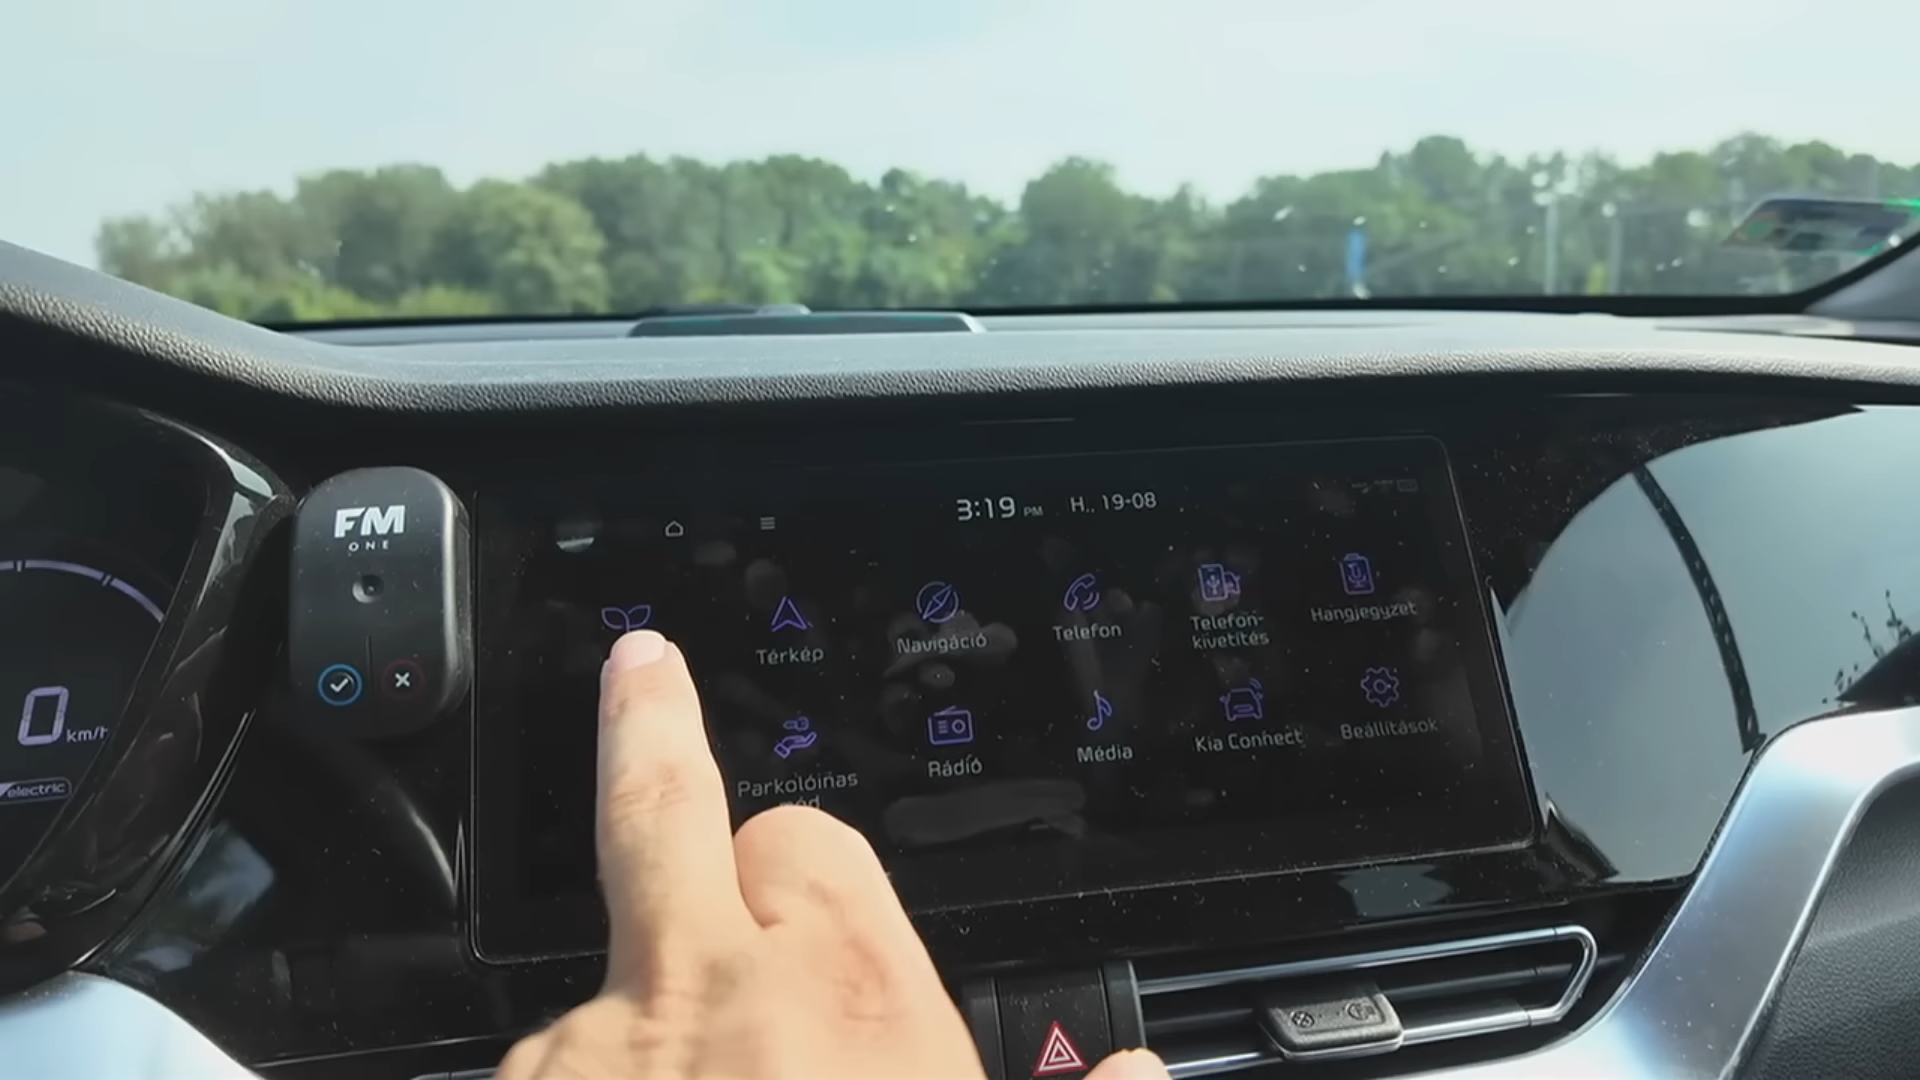 FM
ONE
0 km/h
electric
3:19 PM H., 19-08
Térkép
Navigáció
Telefon
Telefon-
kivetítés
Hangjegyzet
Parkolóinas
mód
Rádió
Média
Kia Connect
Beállítások